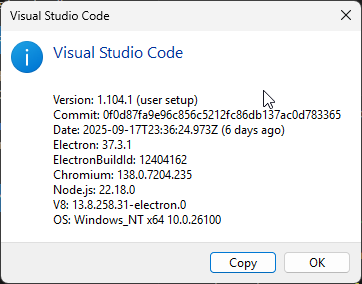 Visual Studio Code
Visual Studio Code
Version: 1.104.1 (user setup)
Commit: 0f0d87fa9e96c856c5212fc86db137ac0d783365
Date: 2025-09-17T23:36:24.973Z (6 days ago)
Electron: 37.3.1
ElectronBuildId: 12404162
Chromium: 138.0.7204.235
Node.js: 22.18.0
V8: 13.8.258.31-electron.0
OS: Windows_NT x64 10.0.26100
Copy OK